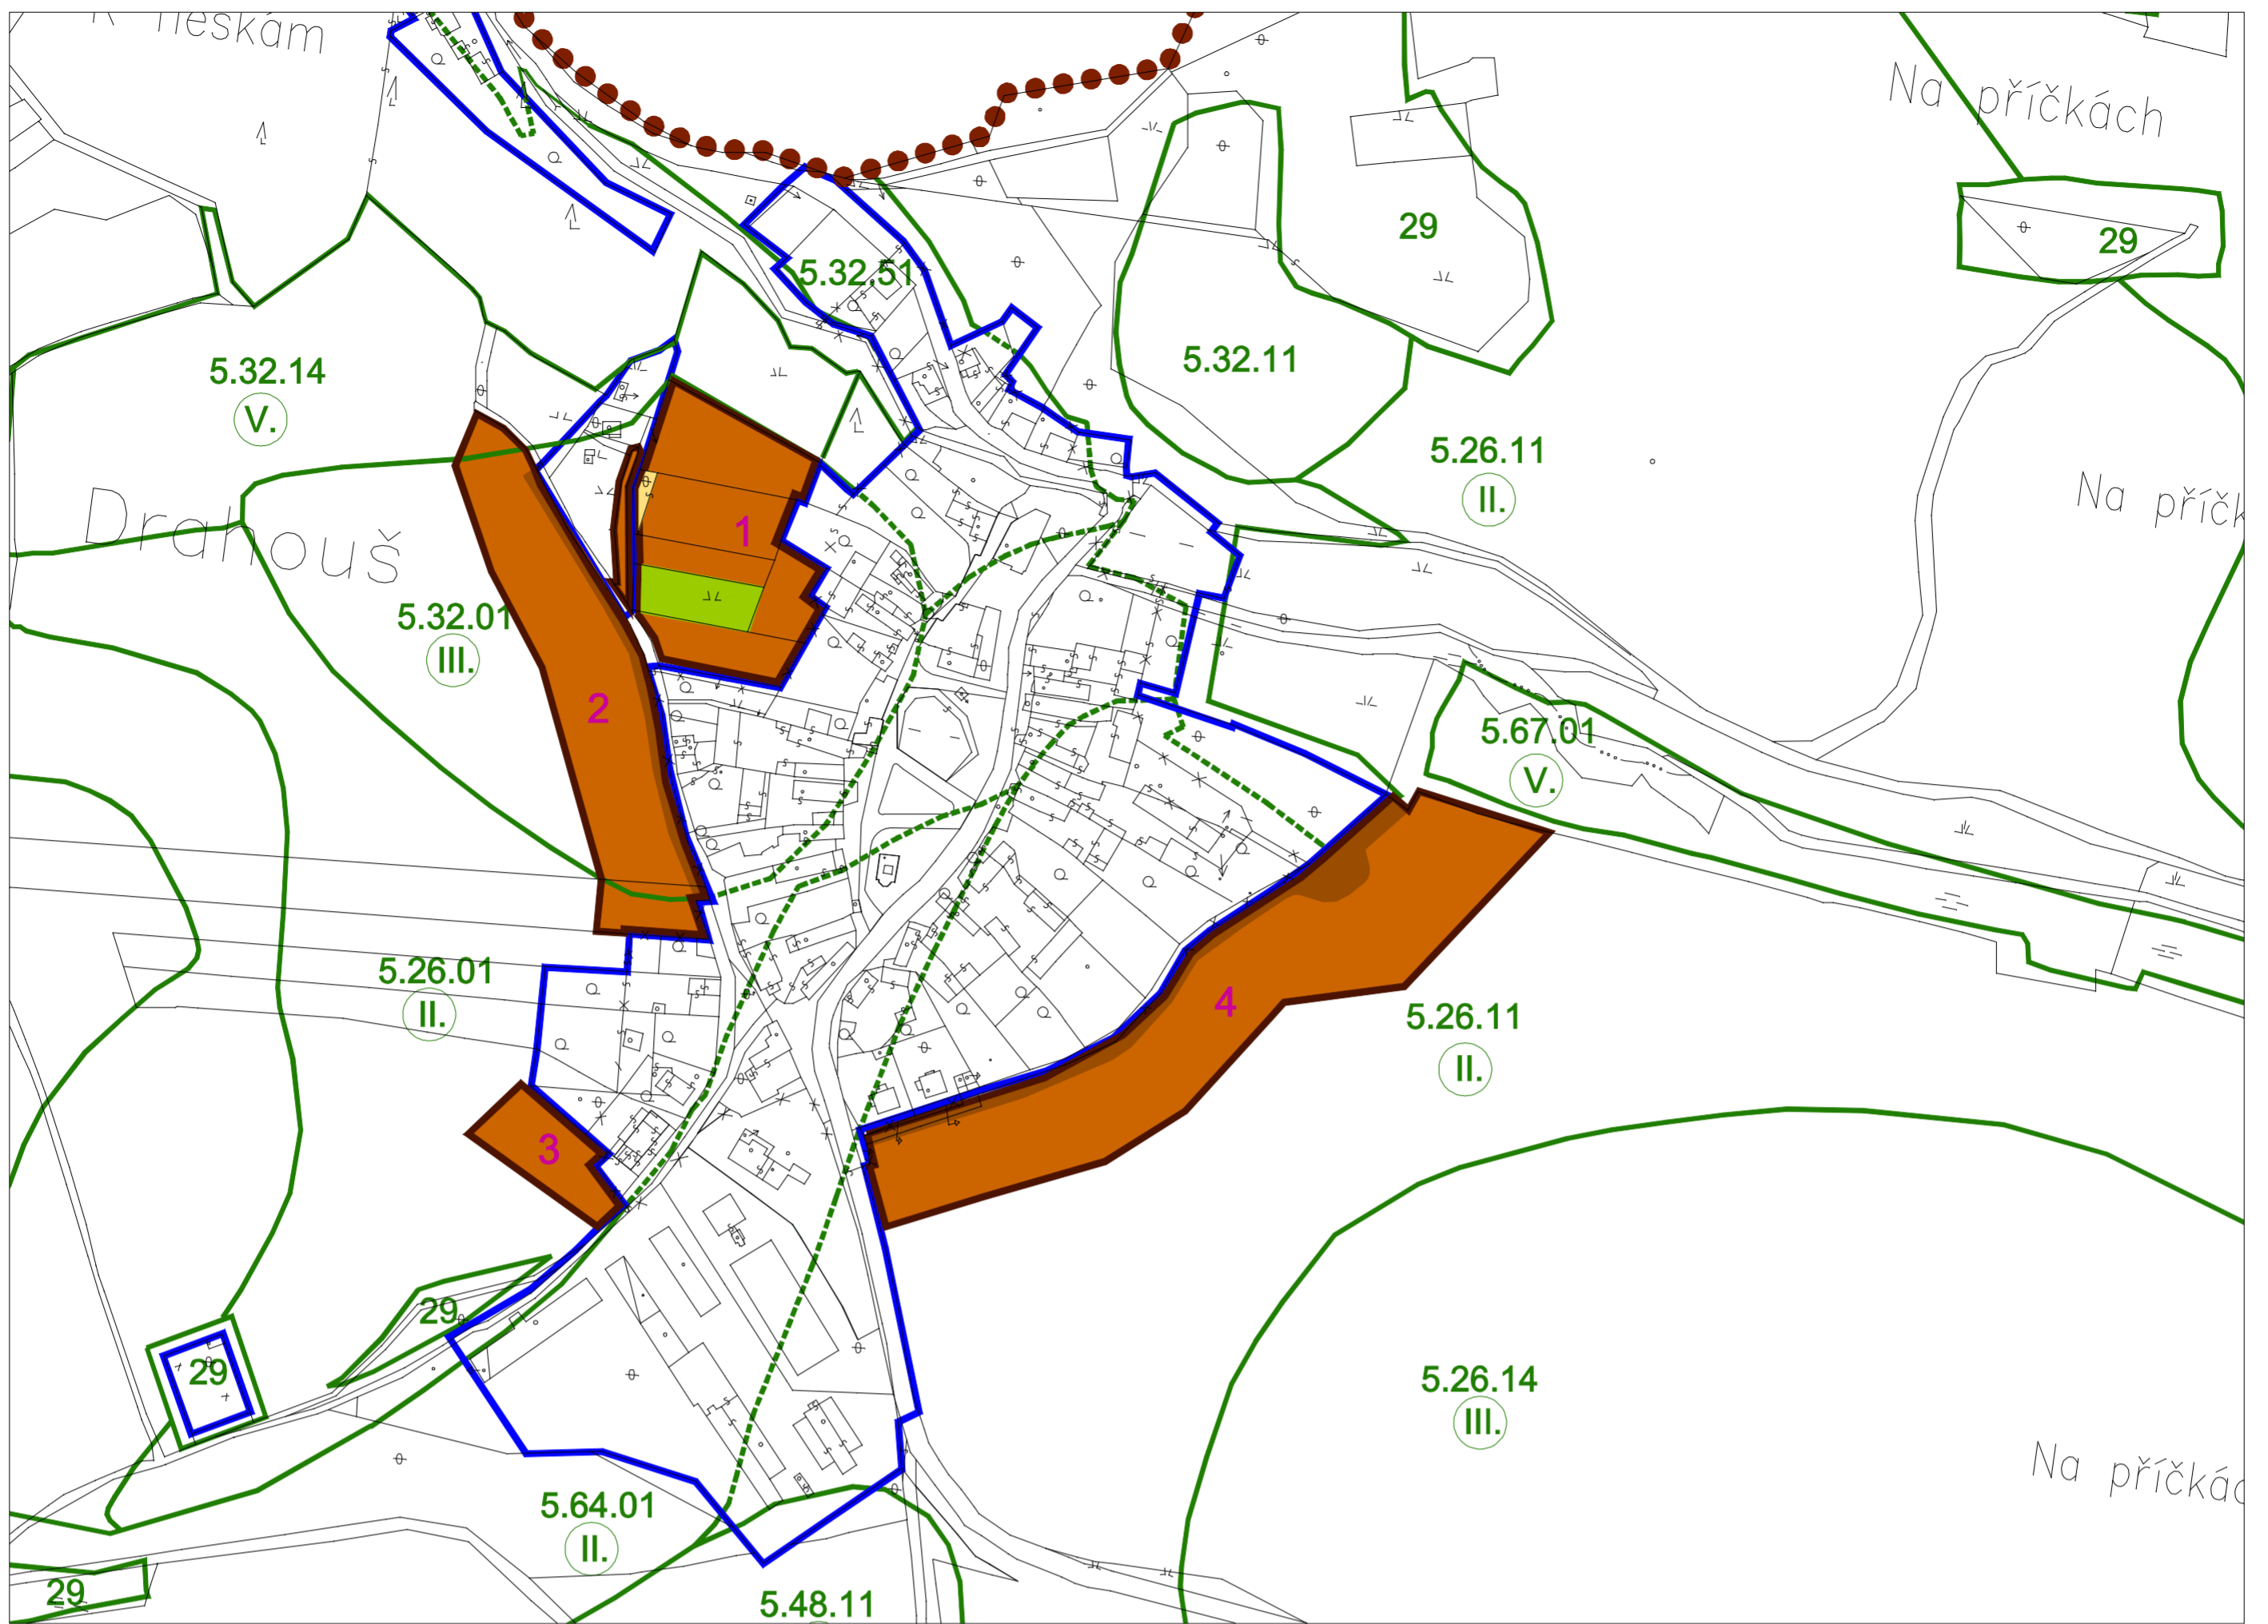 Na příčkách
29
29
5.32.51
5.32.11
5.32.14
V.
5.26.11
II.
Na příčk
Drahouš
1
5.32.01
III.
2
5.67.01
V.
5.26.01
II.
4
5.26.11
II.
3
29
29
5.26.14
III.
Na příčkác
5.64.01
II.
29
5.48.11